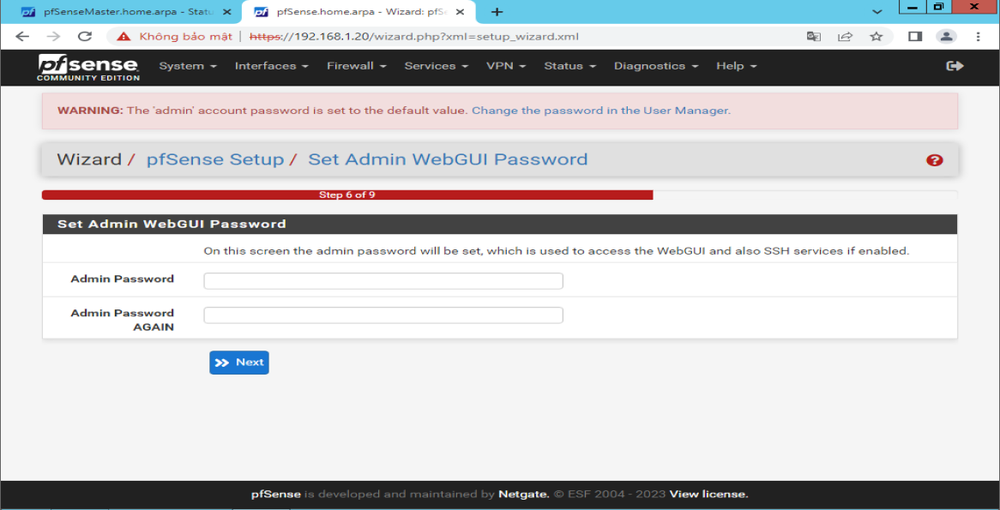 pfSenseMaster.home.arpa - Statu
pfSense.home.arpa - Wizard: pfSe
Không bảo mật | https://192.168.1.20/wizard.php?xml=setup_wizard.xml
pfsense
COMMUNITY EDITION
System Interfaces Firewall Services VPN Status Diagnostics Help
WARNING: The 'admin' account password is set to the default value. Change the password in the User Manager.
Wizard / pfSense Setup / Set Admin WebGUI Password
Step 6 of 9
Set Admin WebGUI Password
On this screen the admin password will be set, which is used to access the WebGUI and also SSH services if enabled.
Admin Password
Admin Password
AGAIN
Next
pfSense is developed and maintained by Netgate. © ESF 2004 - 2023 View license.